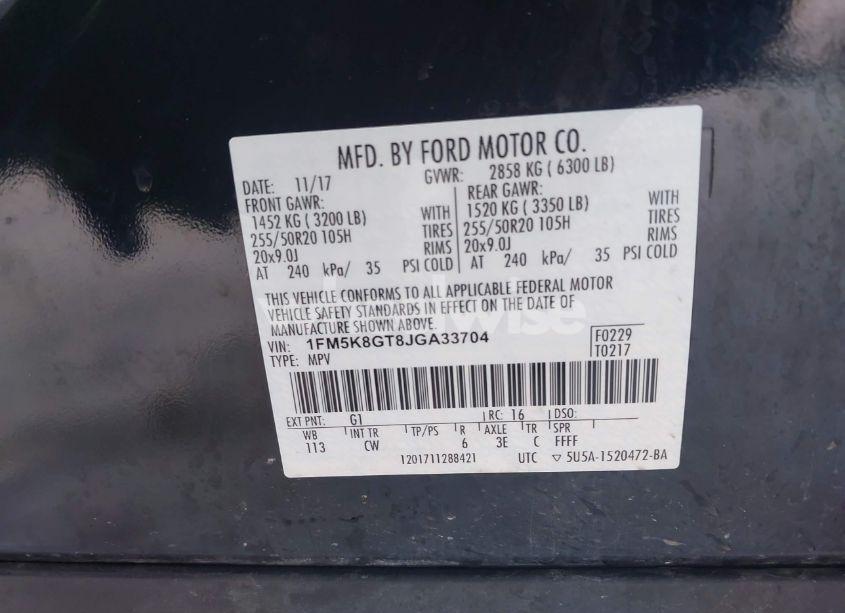 MFD. BY FORD MOTOR CO.
DATE: 11/17 GVWR: 2858 KG ( 6300 LB)
FRONT GAWR: REAR GAWR:
1452 KG ( 3200 LB) WITH 1520 KG ( 3350 LB) WITH
255/50R20 105H TIRES 255/50R20 105H TIRES
20x9.0J RIMS 20x9.0J RIMS
AT 240 kPa/ 35 PSI COLD AT 240 kPa/ 35 PSI COLD
THIS VEHICLE CONFORMS TO ALL APPLICABLE FEDERAL MOTOR
VEHICLE SAFETY STANDARDS IN EFFECT ON THE DATE OF
MANUFACTURE SHOWN ABOVE.
VIN: 1FM5K8GT8JGA33704 F0229
TYPE: MPV T0217
EXT PNT: G1 RC: 16 DSO:
WB INT TR TP/PS R AXLE TR SPR
113 CW 6 3E C FFFF
1201711288421 UTC ▽ 5U5A-1520472-BA